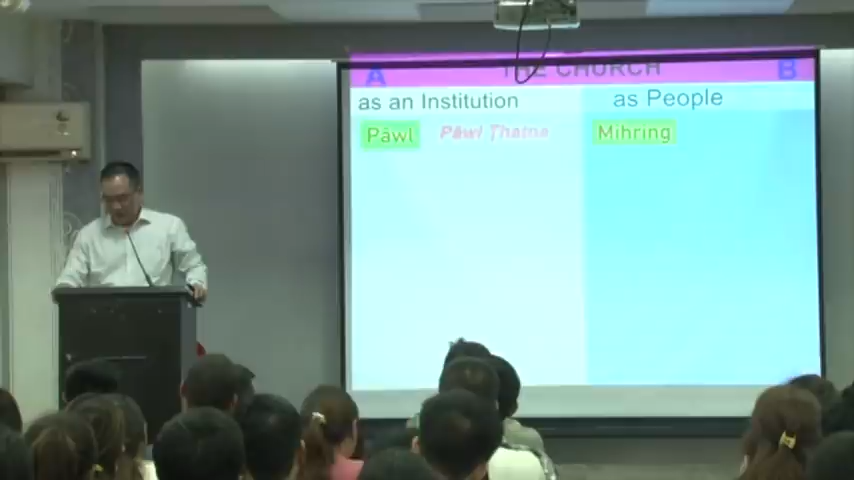 A THE CHURCH B
as an Institution as People
Pâwl Pâwl Ṭhatna Mihring